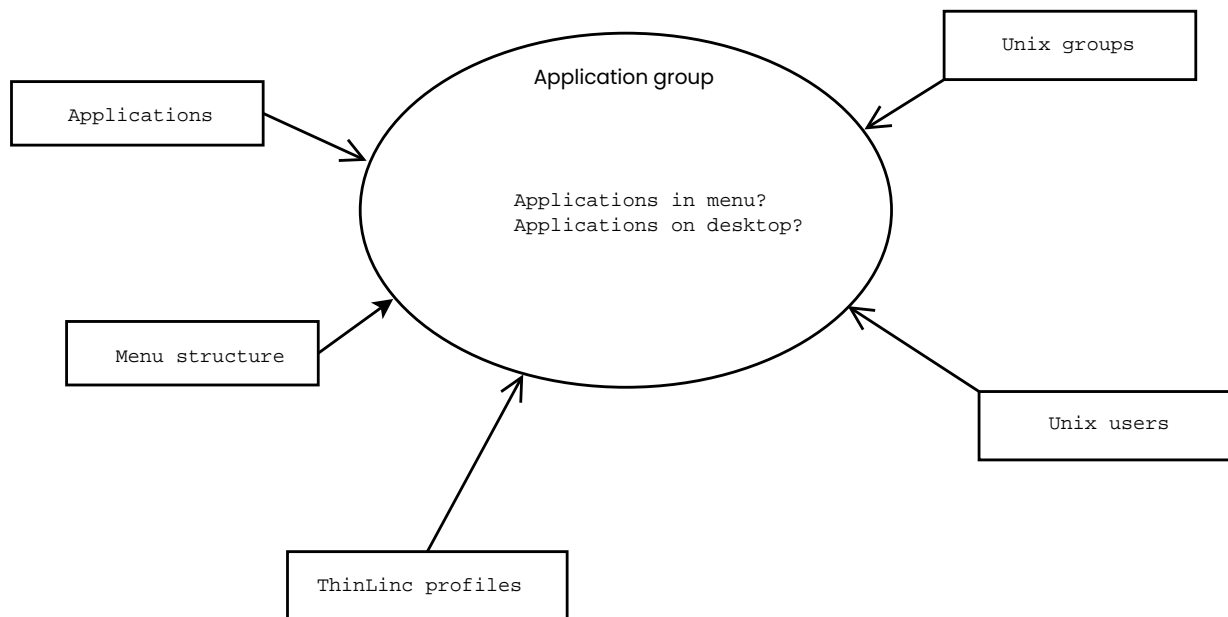 Unix groups
Application group
Applications
Applications in menu?
Applications on desktop?
Menu structure
Unix users
ThinLinc profiles